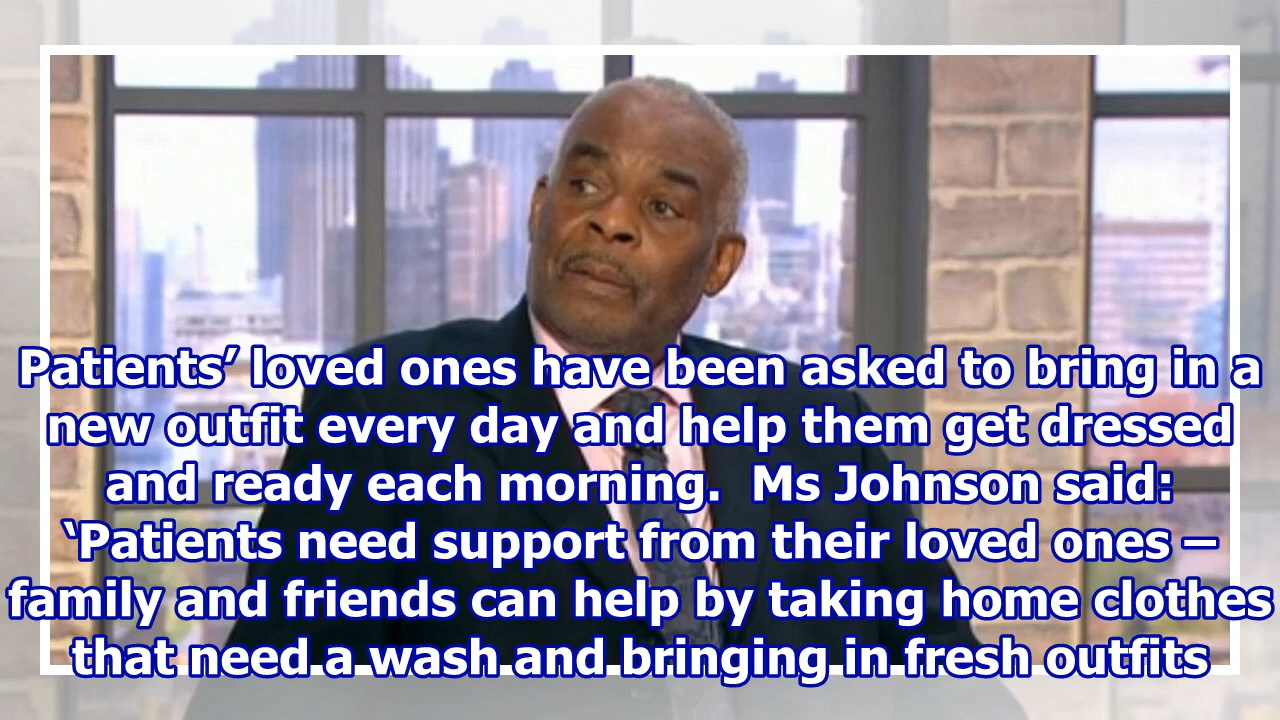 Patients’ loved ones have been asked to bring in a
new outfit every day and help them get dressed
and ready each morning.  Ms Johnson said:
‘Patients need support from their loved ones –
family and friends can help by taking home clothes
that need a wash and bringing in fresh outfits